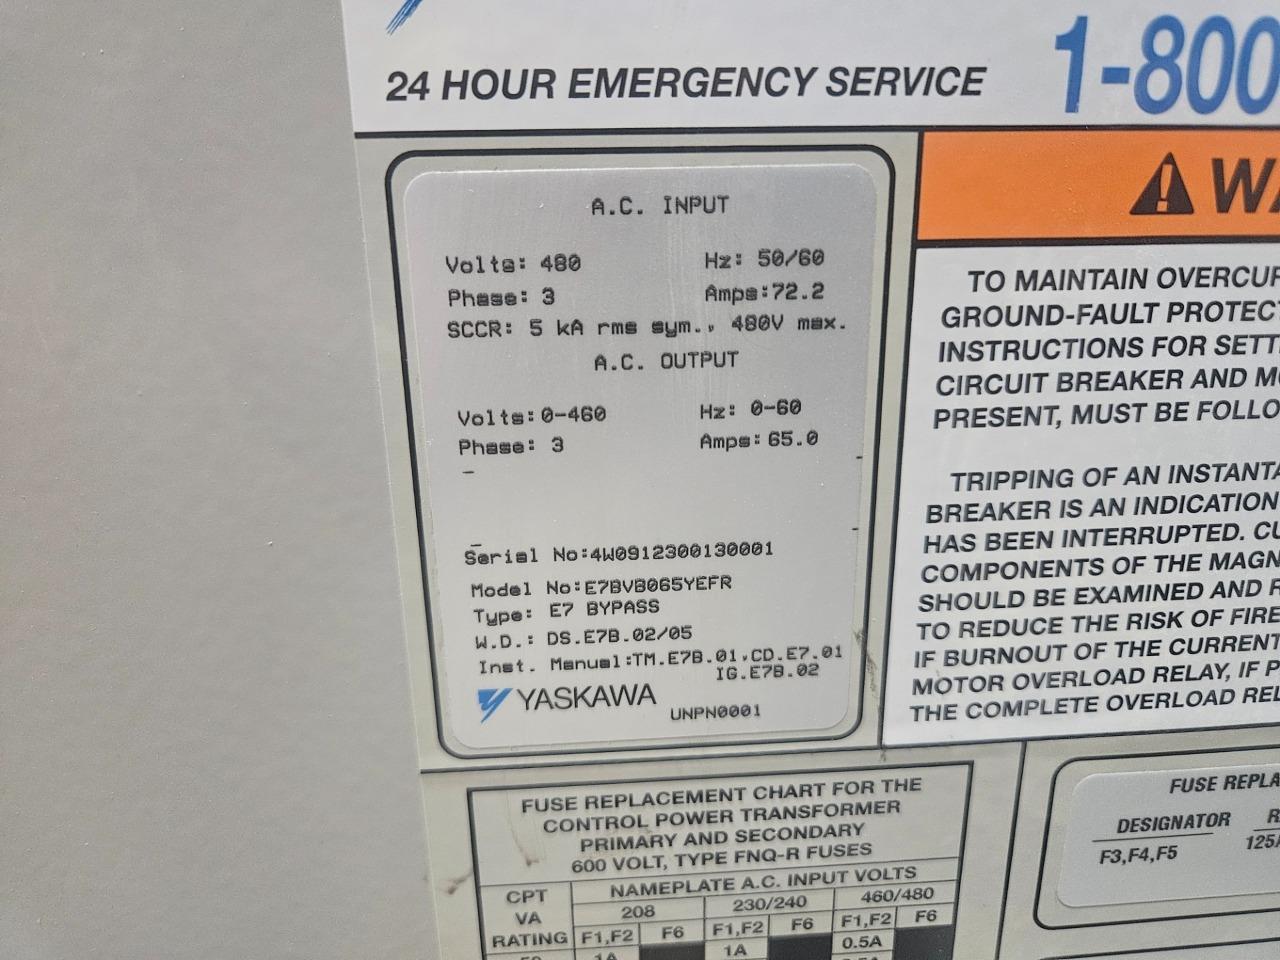 24 HOUR EMERGENCY SERVICE 1-800
A.C. INPUT
Volts: 480 Hz: 50/60
Phase: 3 Amps:72.2
SCCR: 5 kA rms sym., 480V max.
A.C. OUTPUT
Volts:0-460 Hz: 0-60
Phase: 3 Amps:65.0
Serial No:4W0912300130001
Model No:E7BVB065YEFR
Type: E7 BYPASS
W.D.: DS.E7B.02/05
Inst. Manual:TM.E7B.01,CD.E7.01
IG.E7B.02
YASKAWA
UNPN0001
WA
TO MAINTAIN OVERCUR
GROUND-FAULT PROTECT
INSTRUCTIONS FOR SETT
CIRCUIT BREAKER AND MO
PRESENT, MUST BE FOLLO
TRIPPING OF AN INSTANTA
BREAKER IS AN INDICATION
HAS BEEN INTERRUPTED. CU
COMPONENTS OF THE MAGN
SHOULD BE EXAMINED AND R
TO REDUCE THE RISK OF FIRE
IF BURNOUT OF THE CURRENT
MOTOR OVERLOAD RELAY, IF P
THE COMPLETE OVERLOAD REL
FUSE REPLACEMENT CHART FOR THE
CONTROL POWER TRANSFORMER
PRIMARY AND SECONDARY
600 VOLT, TYPE FNQ-R FUSES
CPT VA RATING
NAMEPLATE A.C. INPUT VOLTS
208 230/240 460/480
F1,F2 F6 F1,F2 F6 F1,F2 F6
1A 1A 0.5A
FUSE REPLA
DESIGNATOR R
F3,F4,F5 125A